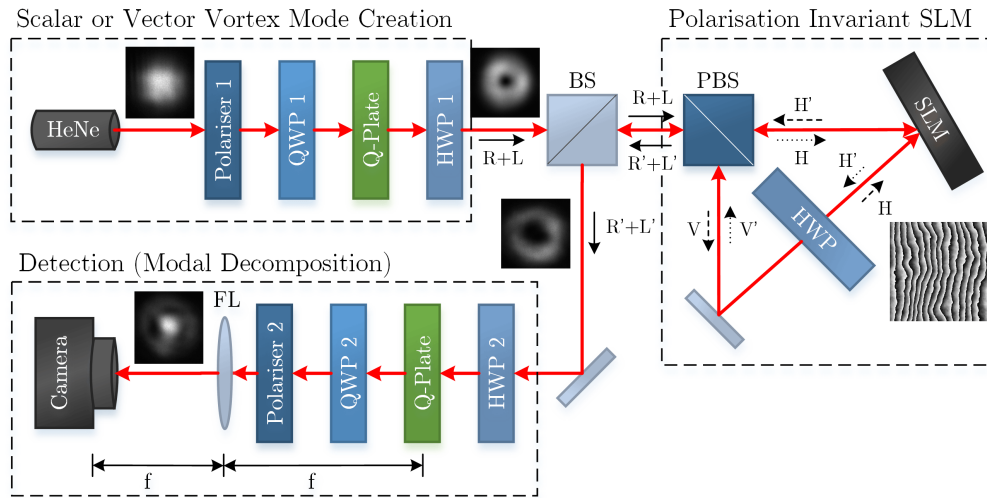 Scalar or Vector Vortex Mode Creation
HeNe
Polariser 1
QWP 1
Q-Plate
HWP 1
R+L
BS
R+L
R'+L'
PBS
Polarisation Invariant SLM
H'
H
SLM
H'
H
HWP
V
V'
R'+L'
Detection (Modal Decomposition)
Camera
FL
Polariser 2
QWP 2
Q-Plate
HWP 2
f
f